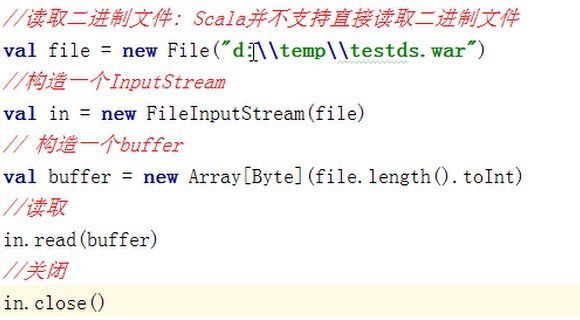 //读取二进制文件: Scala并不支持直接读取二进制文件
val file = new File("d:\\temp\\testds.war")
//构造一个InputStream
val in = new FileInputStream(file)
// 构造一个buffer
val buffer = new Array[Byte](file.length().toInt)
//读取
in.read(buffer)
//关闭
in.close()